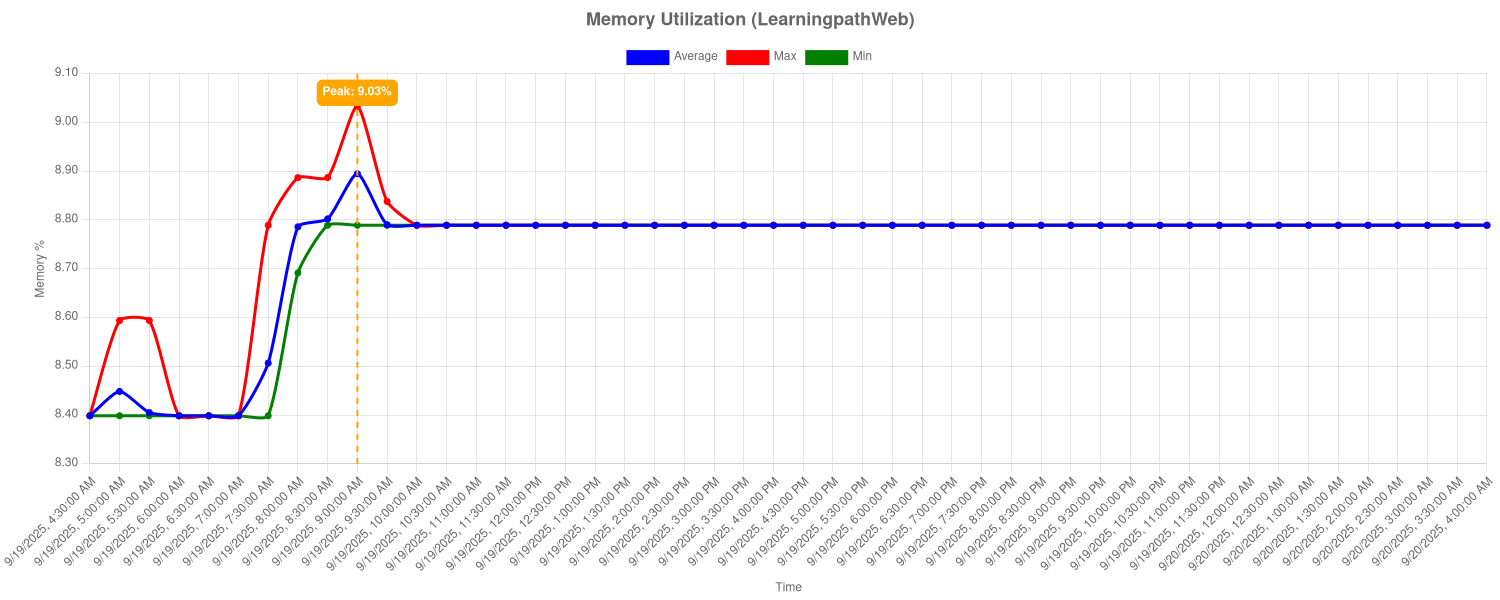 Memory Utilization (LearningpathWeb)
Average Max Min
Peak: 9.03%
Memory %
9.10
9.00
8.90
8.80
8.70
8.60
8.50
8.40
8.30
9/19/2025, 4:30:00 AM
9/19/2025, 5:00:00 AM
9/19/2025, 5:30:00 AM
9/19/2025, 6:00:00 AM
9/19/2025, 6:30:00 AM
9/19/2025, 7:00:00 AM
9/19/2025, 7:30:00 AM
9/19/2025, 8:00:00 AM
9/19/2025, 8:30:00 AM
9/19/2025, 9:00:00 AM
9/19/2025, 9:30:00 AM
9/19/2025, 10:00:00 AM
9/19/2025, 10:30:00 AM
9/19/2025, 11:00:00 AM
9/19/2025, 11:30:00 AM
9/19/2025, 12:00:00 PM
9/19/2025, 12:30:00 PM
9/19/2025, 1:00:00 PM
9/19/2025, 1:30:00 PM
9/19/2025, 2:00:00 PM
9/19/2025, 2:30:00 PM
9/19/2025, 3:00:00 PM
9/19/2025, 3:30:00 PM
9/19/2025, 4:00:00 PM
9/19/2025, 4:30:00 PM
9/19/2025, 5:00:00 PM
9/19/2025, 5:30:00 PM
9/19/2025, 6:00:00 PM
9/19/2025, 6:30:00 PM
9/19/2025, 7:00:00 PM
9/19/2025, 7:30:00 PM
9/19/2025, 8:00:00 PM
9/19/2025, 8:30:00 PM
9/19/2025, 9:00:00 PM
9/19/2025, 9:30:00 PM
9/19/2025, 10:00:00 PM
9/19/2025, 10:30:00 PM
9/19/2025, 11:00:00 PM
9/19/2025, 11:30:00 PM
9/20/2025, 12:00:00 AM
9/20/2025, 12:30:00 AM
9/20/2025, 1:00:00 AM
9/20/2025, 1:30:00 AM
9/20/2025, 2:00:00 AM
9/20/2025, 2:30:00 AM
9/20/2025, 3:00:00 AM
9/20/2025, 3:30:00 AM
9/20/2025, 4:00:00 AM
Time